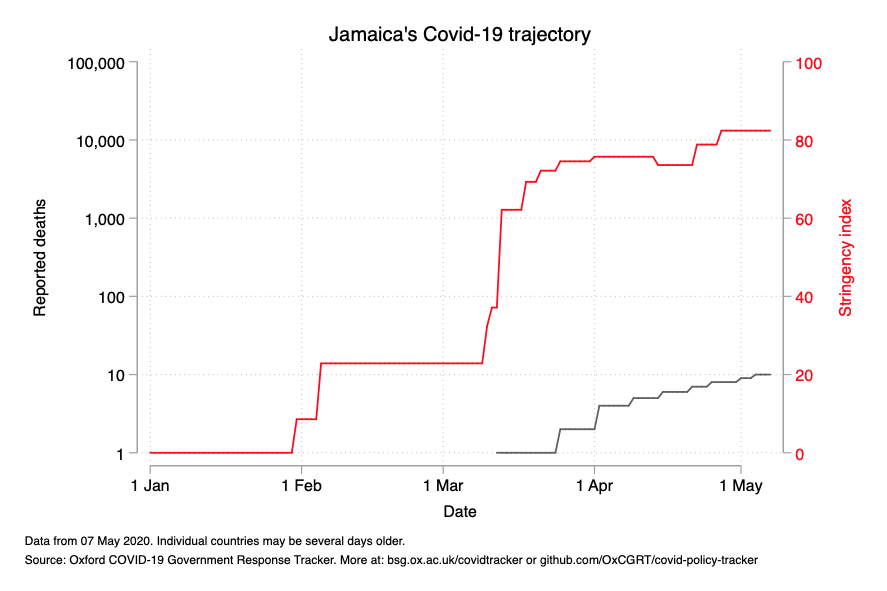 Jamaica's Covid-19 trajectory
100,000
10,000
1,000
100
10
1
Reported deaths
100
80
60
40
20
0
Stringency index
1 Jan
1 Feb
1 Mar
1 Apr
1 May
Date
Data from 07 May 2020. Individual countries may be several days older.
Source: Oxford COVID-19 Government Response Tracker. More at: bsg.ox.ac.uk/covidtracker or github.com/OxCGRT/covid-policy-tracker